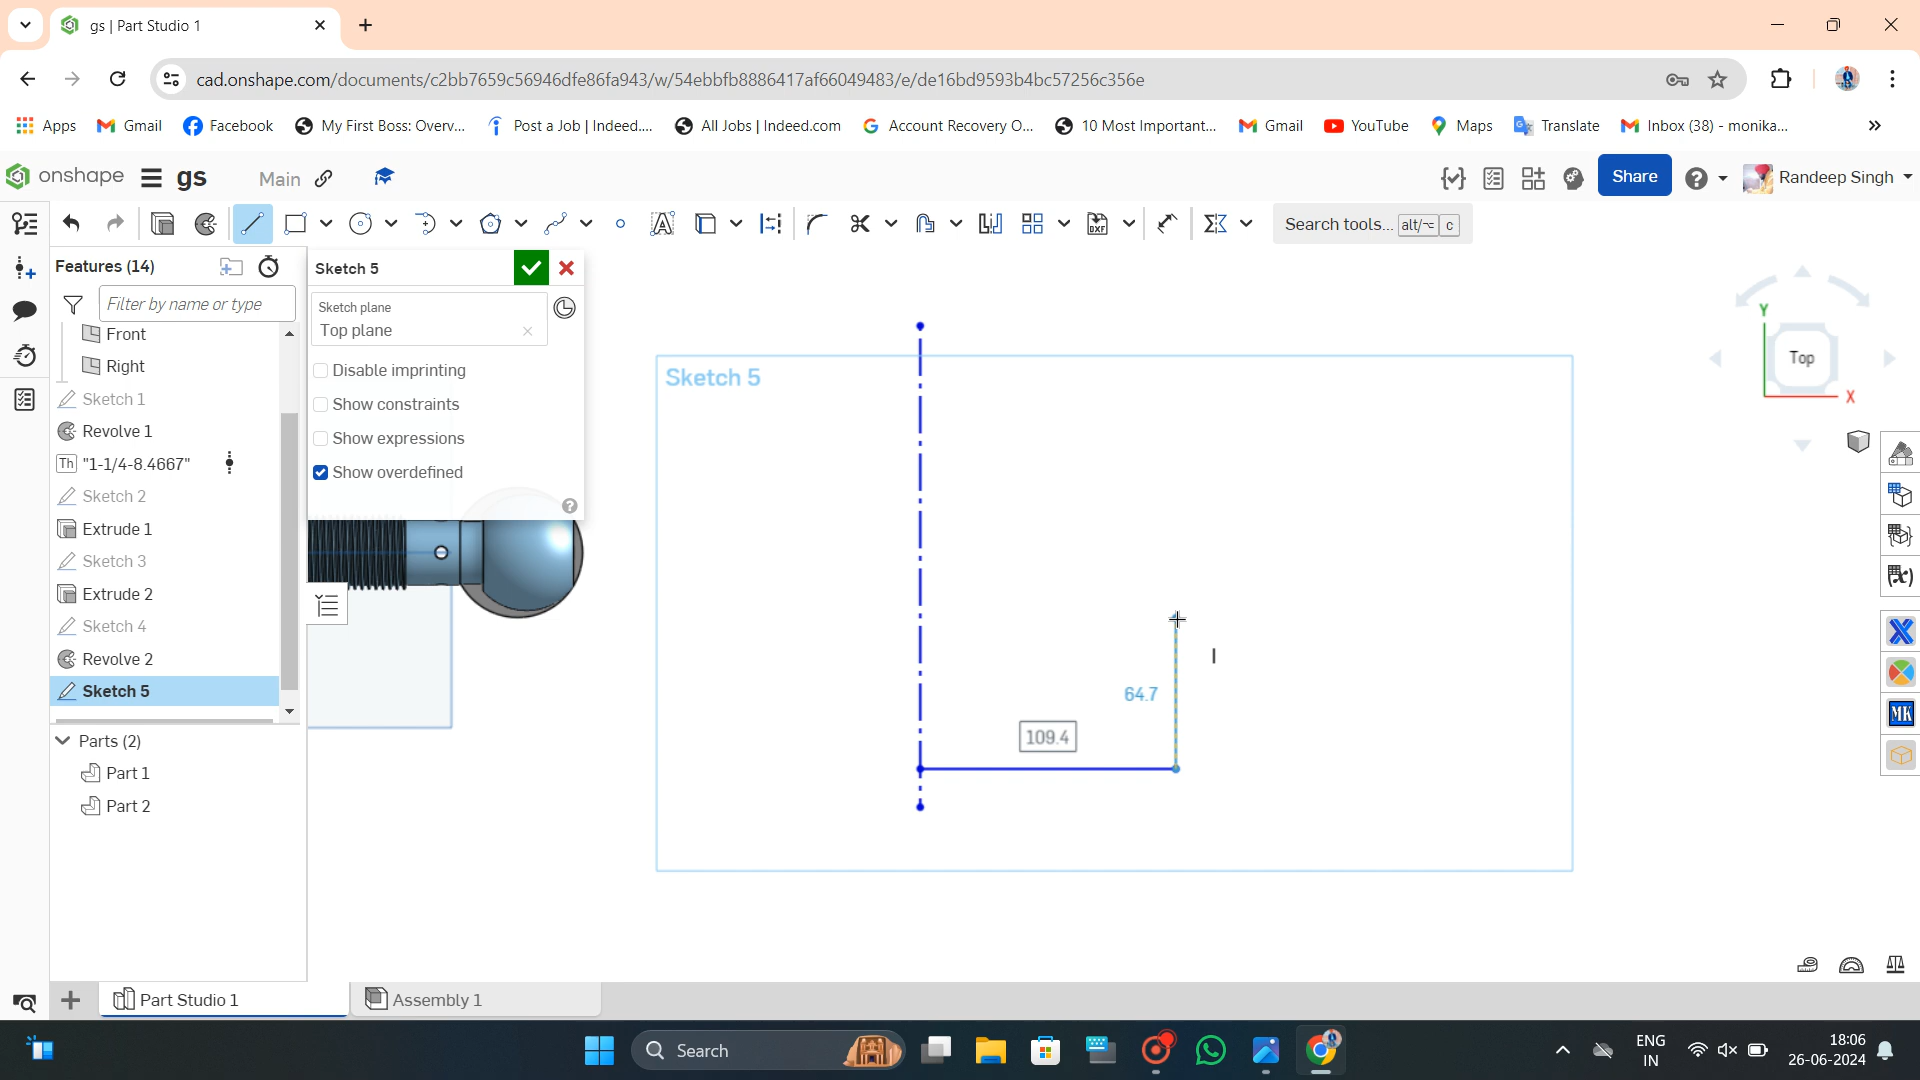 gs | Part Studio 1
cad.onshape.com/documents/c2bb7659c56946dfe86fa943/w/54ebbfb8886417af66049483/e/de16bd9593b4bc57256c356e
Apps
Gmail
Facebook
My First Boss: Overv...
Post a Job | Indeed....
All Jobs | Indeed.com
Account Recovery O...
10 Most Important...
Gmail
YouTube
Maps
Translate
Inbox (38) - monika...
onshape
gs
Main
Share
Randeep Singh
Search tools...
alt/⌥
c
Features (14)
Filter by name or type
Front
Right
Sketch 1
Revolve 1
Th "1-1/4-8.4667"
Sketch 2
Extrude 1
Sketch 3
Extrude 2
Sketch 4
Revolve 2
Sketch 5
Parts (2)
Part 1
Part 2
Sketch 5
Sketch plane
Top plane
Disable imprinting
Show constraints
Show expressions
Show overdefined
Sketch 5
64.7
109.4
Y
Top
X
MK
Part Studio 1
Assembly 1
Search
ENG
IN
18:06
26-06-2024